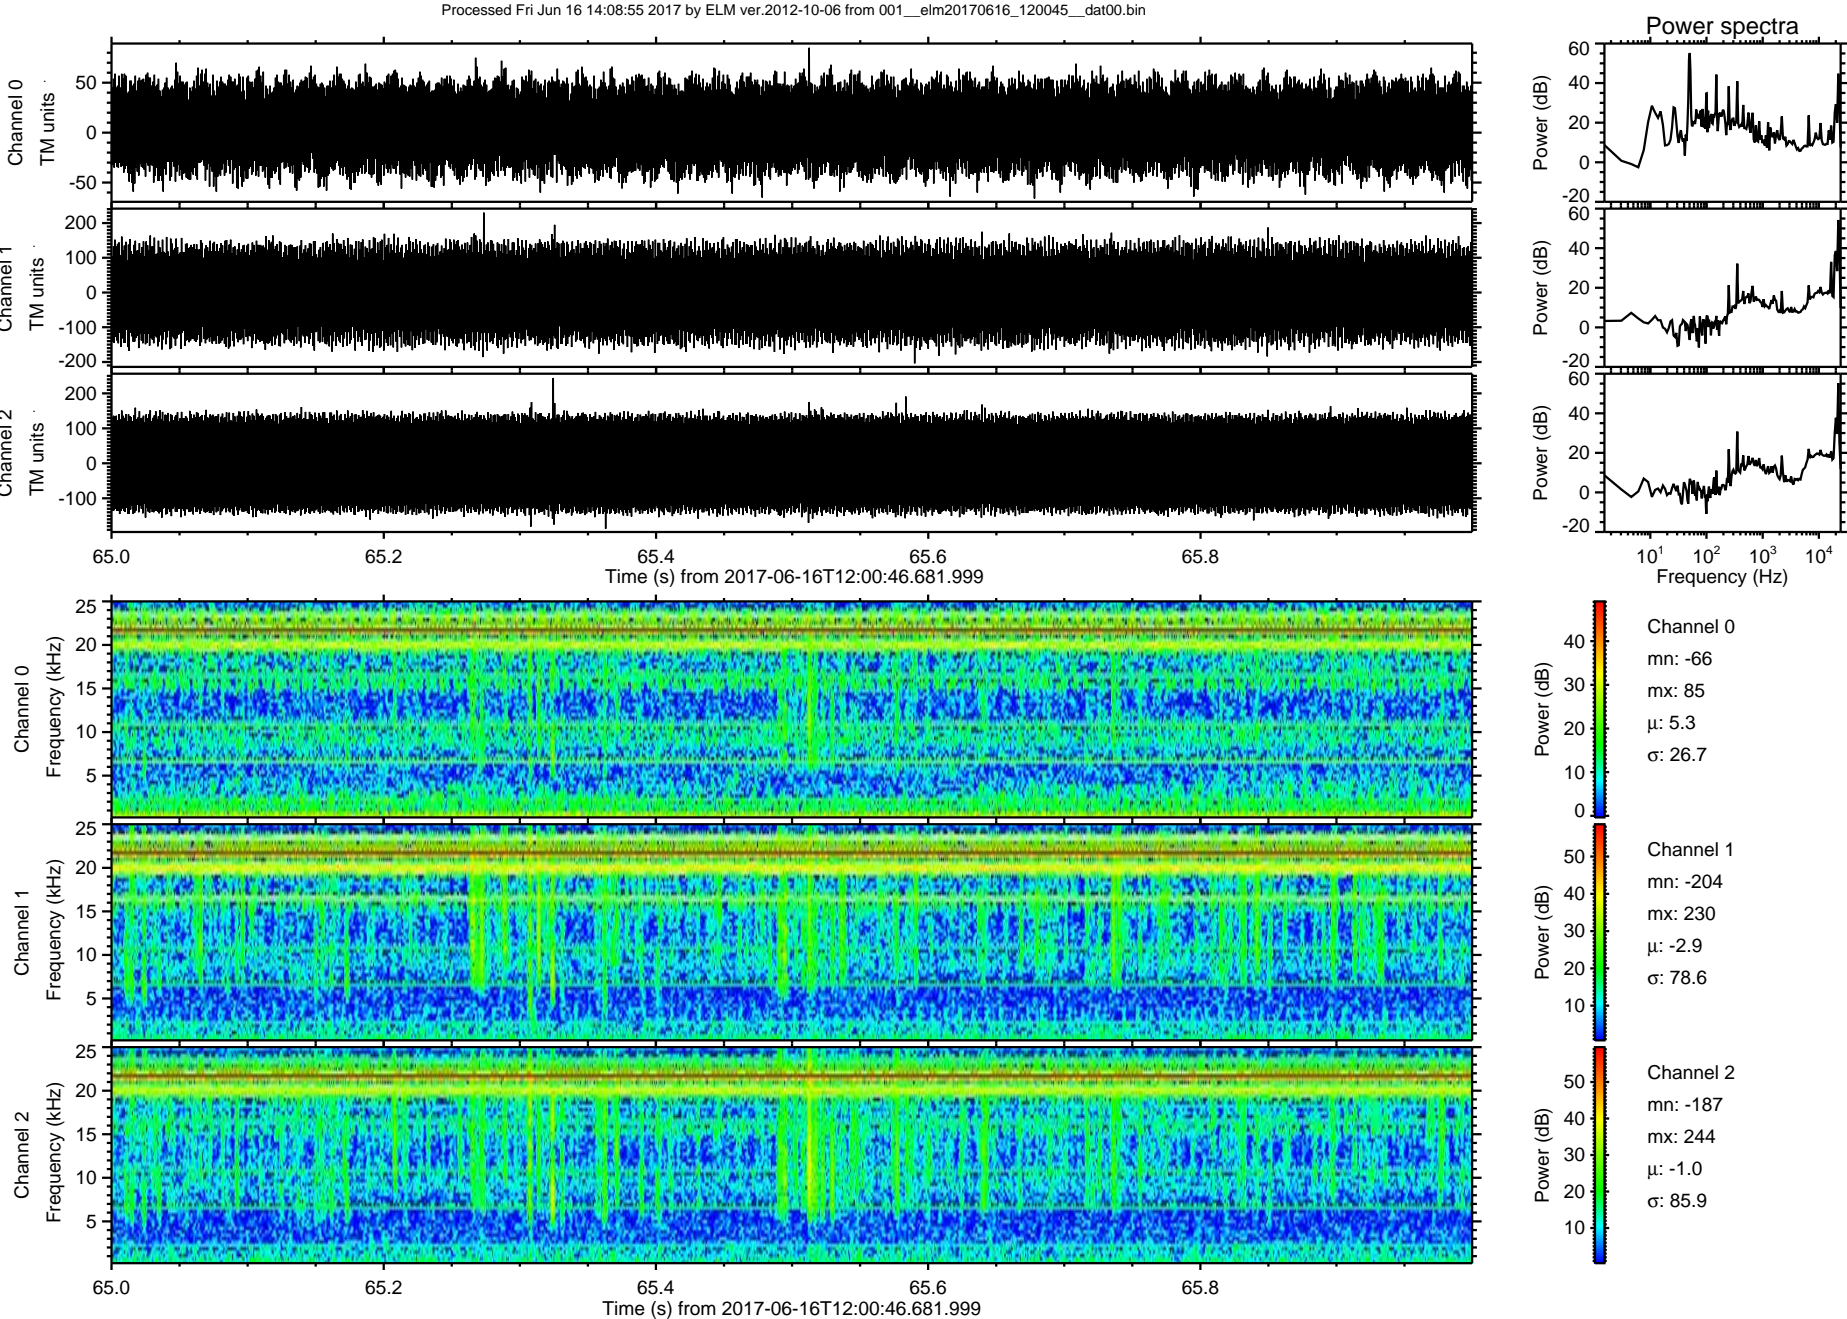 Processed Fri Jun 16 14:08:55 2017 by ELM ver.2012-10-06 from 001__elm20170616_120045__dat00.bin
Power spectra
Channel 0
TM units
50
0
-50
Power (dB)
60
40
20
0
-20
Channel 1
TM units
200
100
0
-100
-200
Power (dB)
60
40
20
0
-20
Channel 2
TM units
200
100
0
-100
Power (dB)
60
40
20
0
-20
65.0 65.2 65.4 65.6 65.8
Time (s) from 2017-06-16T12:00:46.681.999
10^1 10^2 10^3 10^4
Frequency (Hz)
Channel 0
Frequency (kHz)
25
20
15
10
5
Power (dB)
40
30
20
10
0
Channel 0
mn: -66
mx: 85
μ: 5.3
σ: 26.7
Channel 1
Frequency (kHz)
25
20
15
10
5
Power (dB)
50
40
30
20
10
Channel 1
mn: -204
mx: 230
μ: -2.9
σ: 78.6
Channel 2
Frequency (kHz)
25
20
15
10
5
Power (dB)
50
40
30
20
10
Channel 2
mn: -187
mx: 244
μ: -1.0
σ: 85.9
65.0 65.2 65.4 65.6 65.8
Time (s) from 2017-06-16T12:00:46.681.999